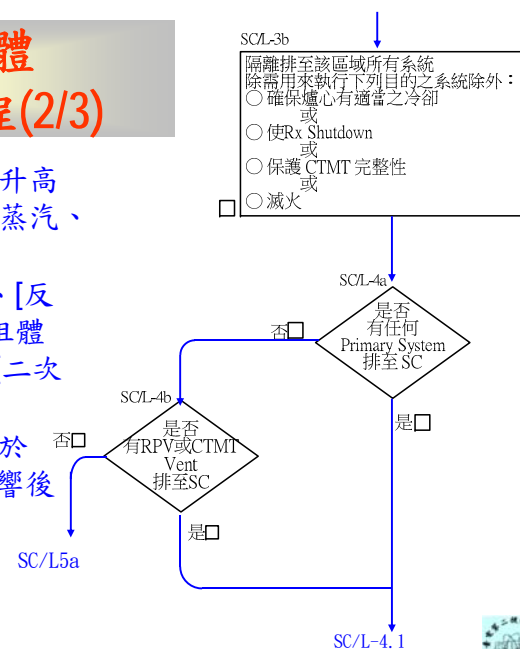 體
程(2/3)
升高
蒸汽、
、[反
組體
二次
於
響後
SC/L-3b
隔離排至該區域所有系統
除需用來執行下列目的之系統除外：
○ 確保爐心有適當之冷卻
或
○ 使Rx Shutdown
或
○ 保護 CTMT 完整性
或
○ 滅火
□
SC/L-4a
是否
有任何
Primary System
排至 SC
否□
是□
SC/L-4b
是否
有RPV或CTMT
Vent
排至SC
否□
是□
SC/L5a
SC/L-4.1